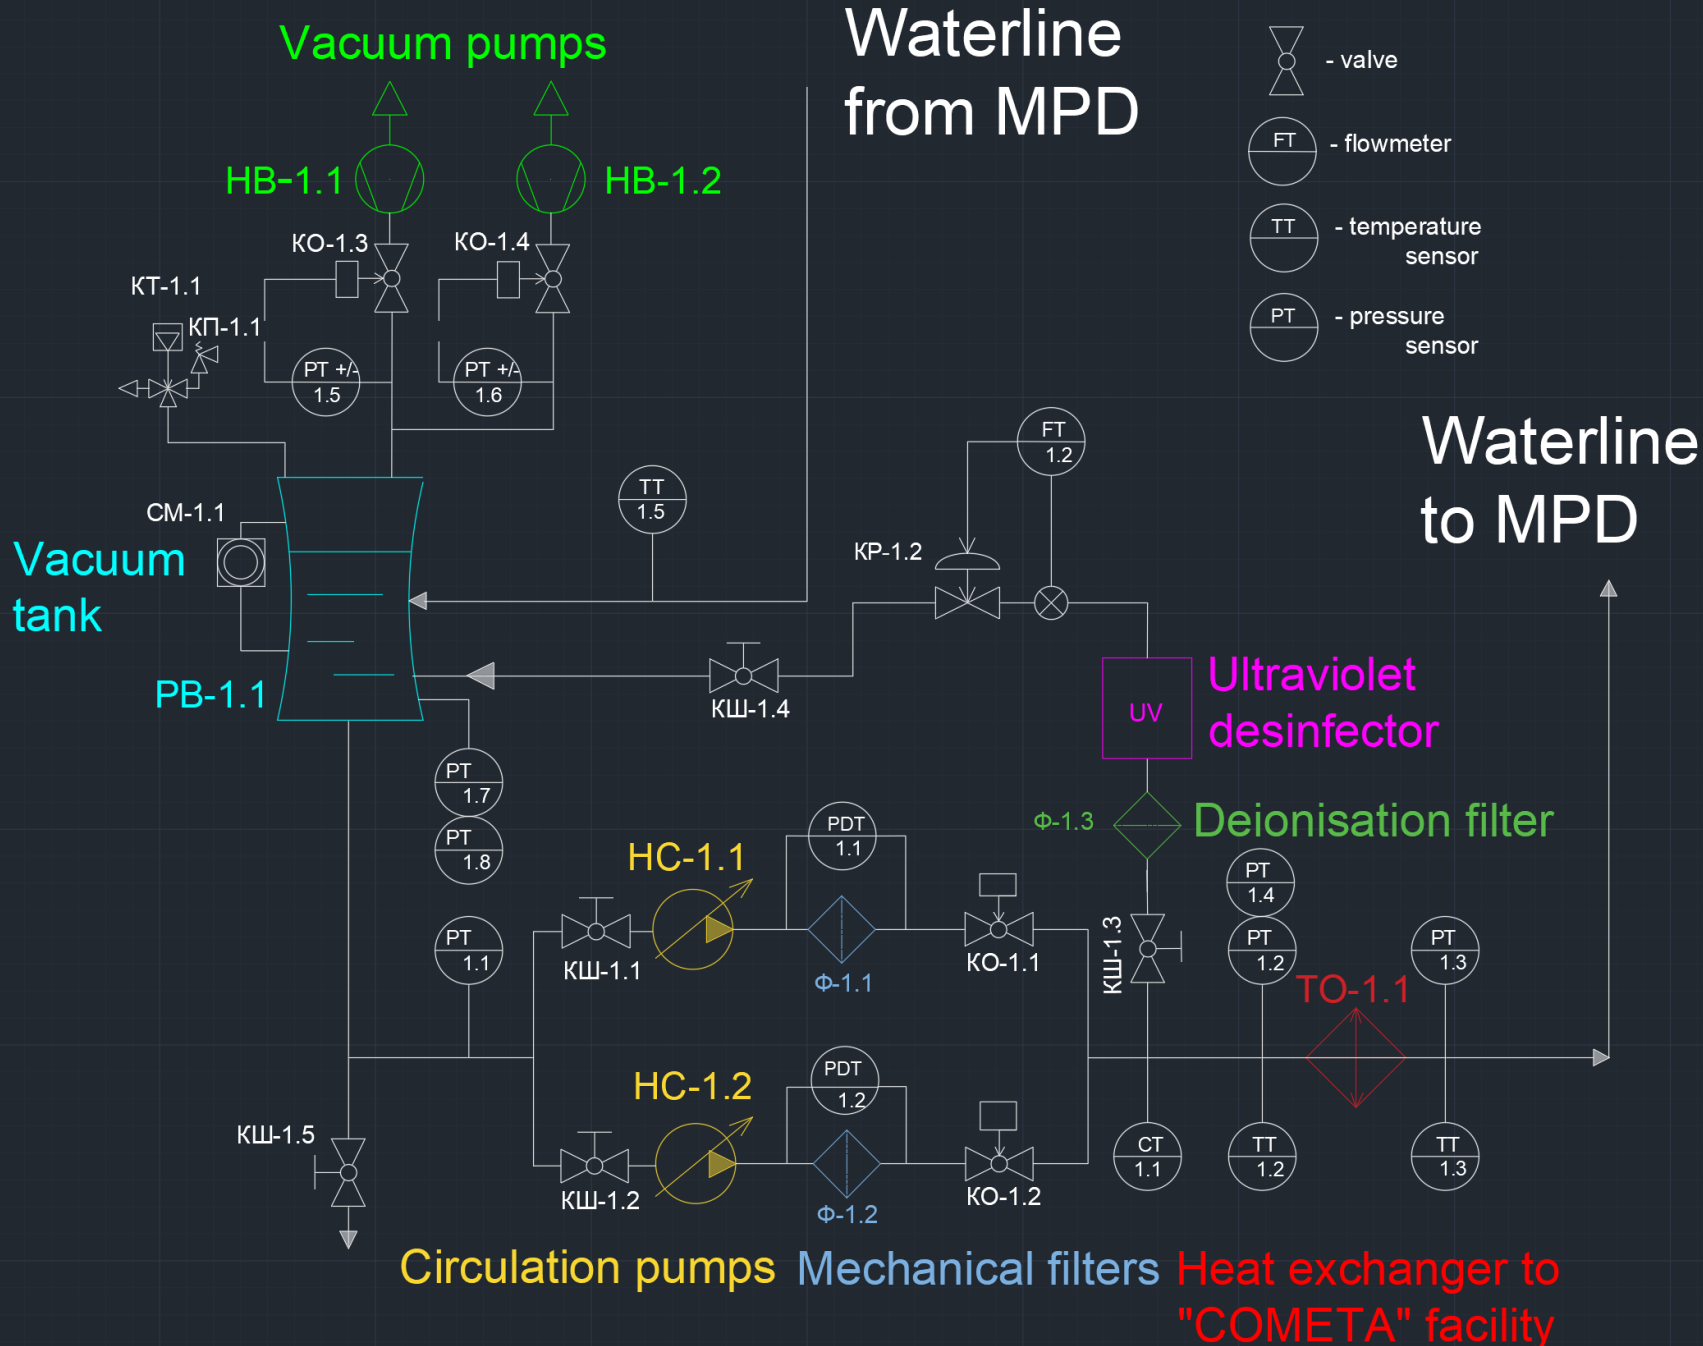 Vacuum pumps
Waterline
from MPD
- valve
FT
- flowmeter
TT
- temperature
sensor
PT
- pressure
sensor
НВ-1.1
НВ-1.2
КО-1.3
КО-1.4
КТ-1.1
КП-1.1
PT +/-
1.5
PT +/-
1.6
FT
1.2
Waterline
to MPD
TT
1.5
СМ-1.1
Vacuum
tank
КР-1.2
РВ-1.1
КШ-1.4
UV
Ultraviolet
desinfector
PT
1.7
PT
1.8
Ф-1.3
Deionisation filter
НС-1.1
PDT
1.1
PT
1.4
PT
1.1
КШ-1.1
Ф-1.1
КО-1.1
КШ-1.3
PT
1.2
PT
1.3
ТО-1.1
НС-1.2
PDT
1.2
КШ-1.5
КШ-1.2
Ф-1.2
КО-1.2
CT
1.1
TT
1.2
TT
1.3
Circulation pumps
Mechanical filters
Heat exchanger to
"COMETA" facility